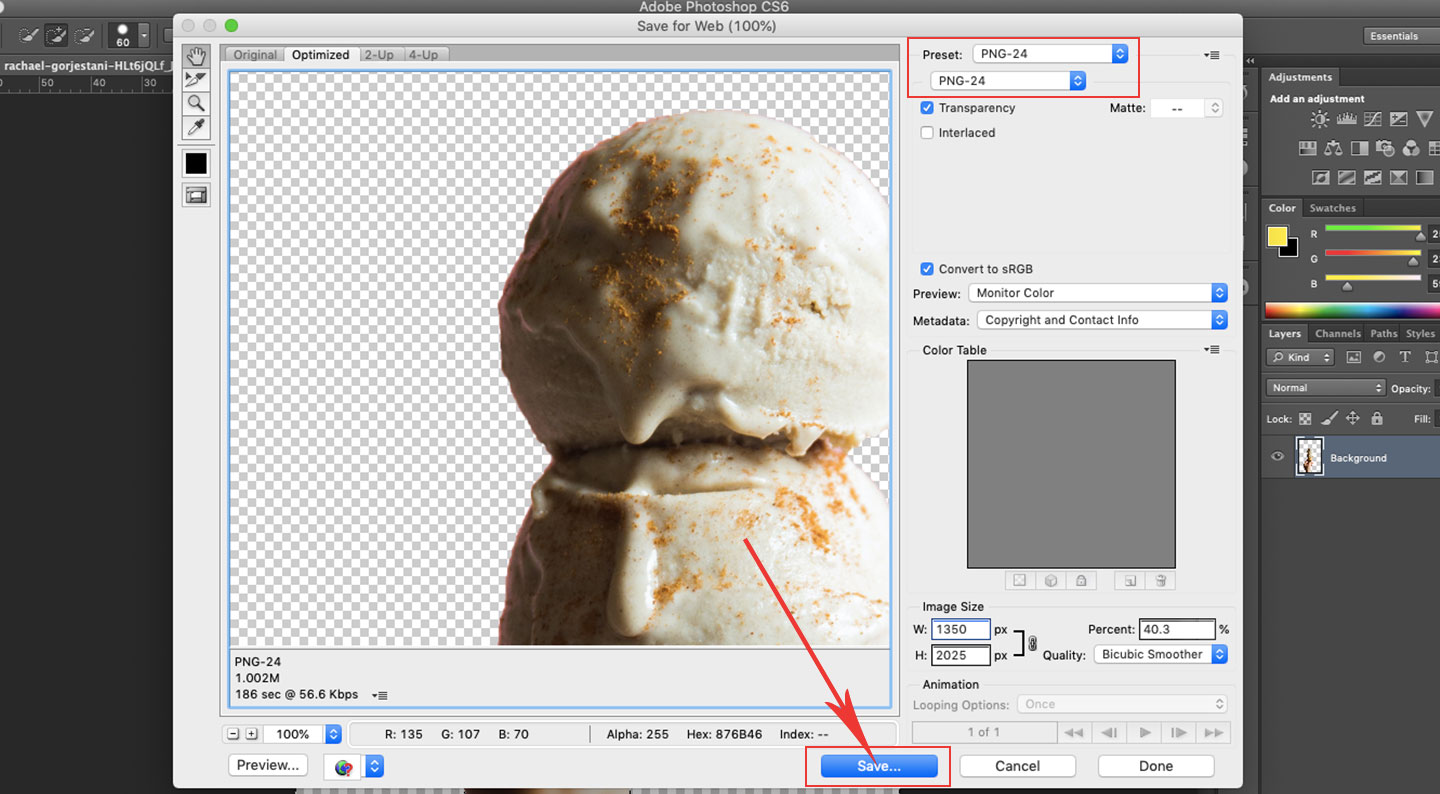 Adobe Photoshop CS6
Save for Web (100%)
60
Essentials
rachael-gorjestani-HLt6jQLf_
50 40 30
Original Optimized 2-Up 4-Up
Preset: PNG-24
PNG-24
Transparency Matte: --
Interlaced
Convert to sRGB
Preview: Monitor Color
Metadata: Copyright and Contact Info
Color Table
Image Size
W: 1350 px Percent: 40.3 %
H: 2025 px Quality: Bicubic Smoother
Animation
Looping Options: Once
1 of 1
PNG-24
1.002M
186 sec @ 56.6 Kbps
100% R: 135 G: 107 B: 70 Alpha: 255 Hex: 876B46 Index: --
Preview... Save... Cancel Done
Adjustments
Add an adjustment
Color Swatches
R
G
B
Layers Channels Paths Styles
Kind
Normal Opacity:
Lock: Fill:
Background